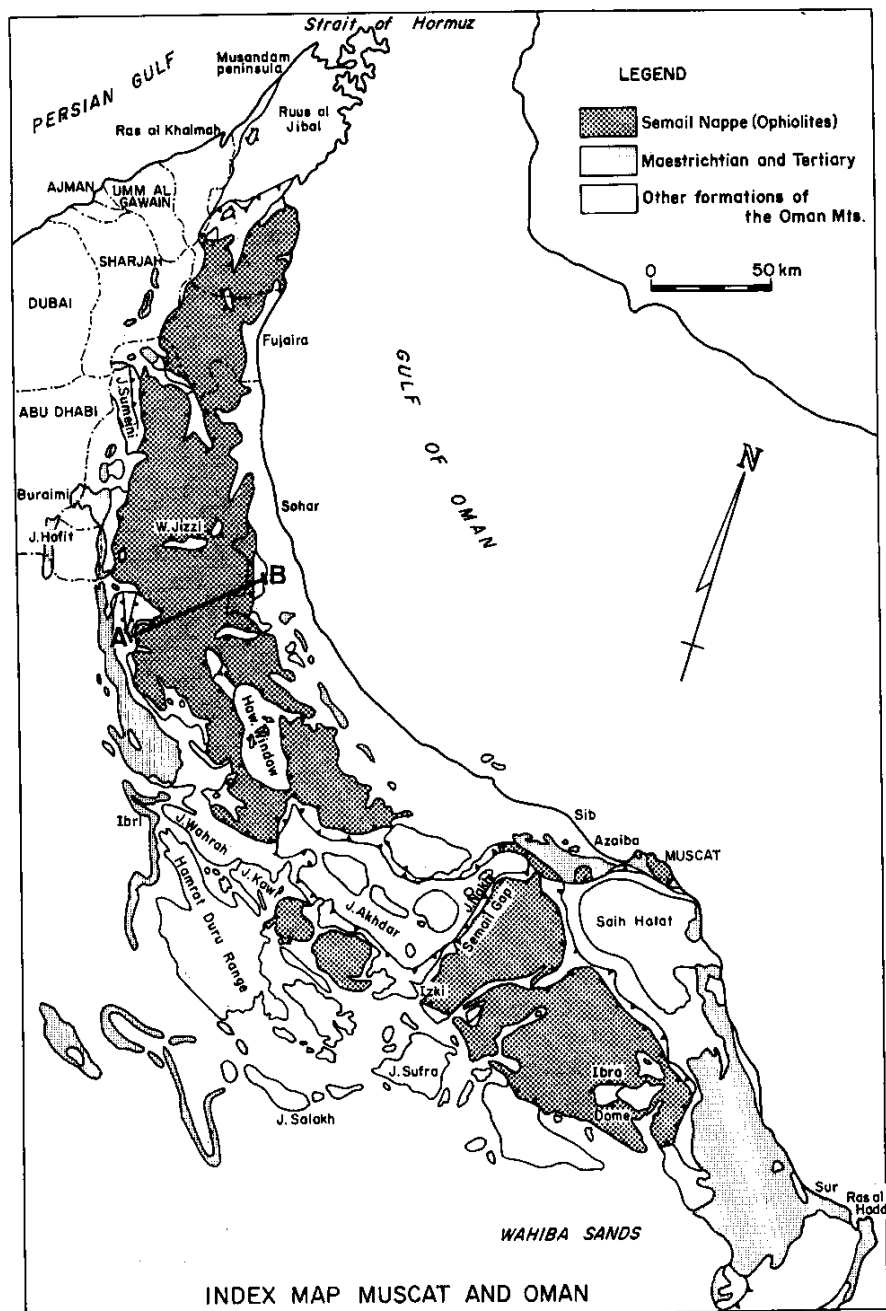 Strait of Hormuz
Musandam
peninsula
PERSIAN GULF
Ruus al
Jibal
Ras al Khaimah
LEGEND
Semail Nappe (Ophiolites)
Maestrichtian and Tertiary
Other formations of
the Oman Mts.
0 50 km
AJMAN
UMM AL
GAWAIN
SHARJAH
DUBAI
Fujaira
GULF OF OMAN
J. Sumeini
ABU DHABI
N
Buraimi
Sohar
J. Hafit
W. Jizzi
B
A
Haw. Window
Ibri
J. Wahrah
Sib
Azaiba
MUSCAT
J. Kawr
Hamrat Duru Range
J. Akhdar
J. Nakhl
Semail Gap
Saih Hatat
Izki
J. Sufra
Ibra
Dome
J. Salakh
Sur
Ras al
Hadd
WAHIBA SANDS
INDEX MAP MUSCAT AND OMAN